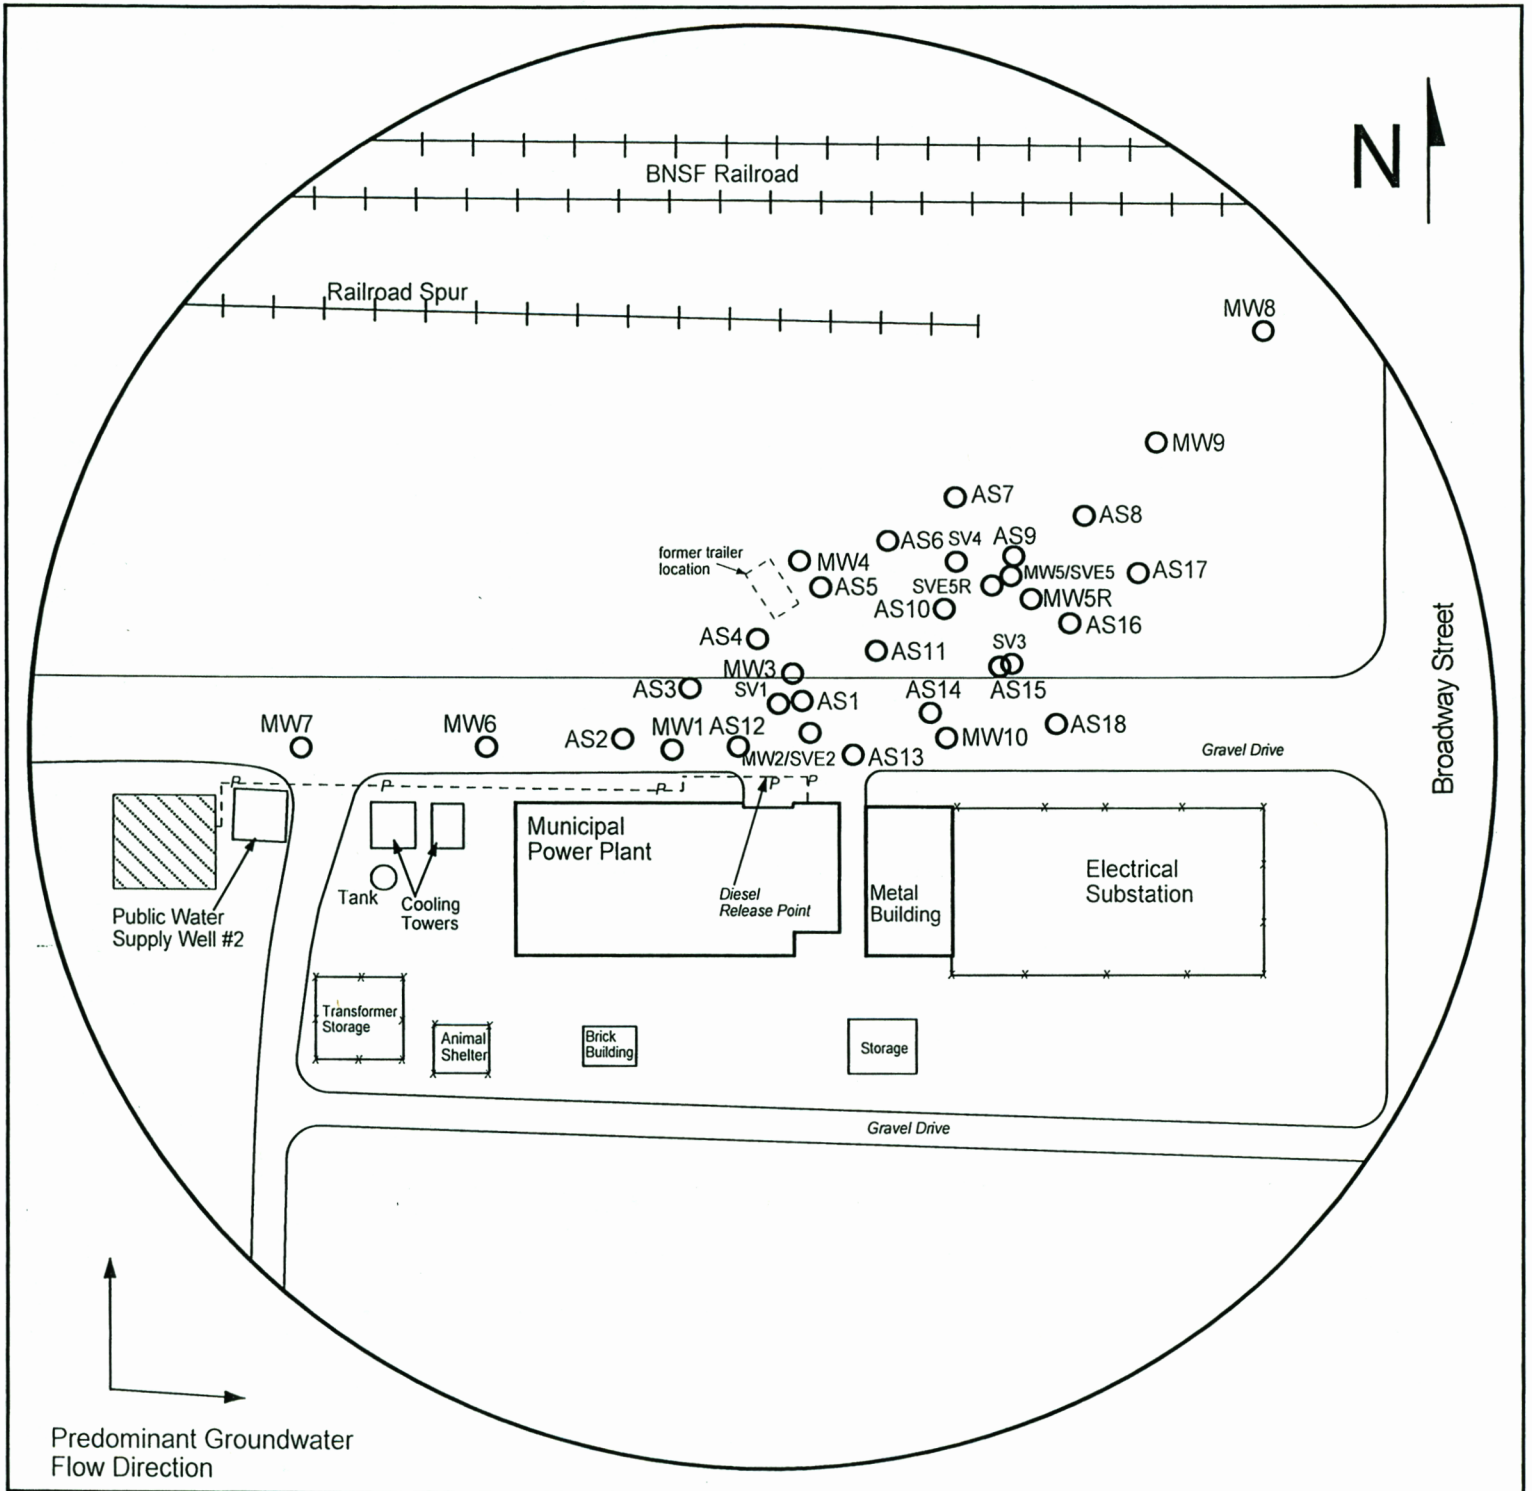 N
BNSF Railroad
Railroad Spur
MW8
MW9
AS7
AS8
AS6
SV4
AS9
former trailer
location
MW4
AS5
SVE5R
MW5/SVE5
AS17
MW5R
AS10
AS16
AS4
AS11
SV3
MW3
AS3
SV1
AS1
AS14
AS15
MW7
MW6
AS2
MW1
AS12
MW2/SVE2
AS13
MW10
AS18
Gravel Drive
Broadway Street
P
P
P
P
P
Municipal
Power Plant
Metal
Building
Electrical
Substation
Diesel
Release Point
Tank
Cooling
Towers
Public Water
Supply Well #2
Transformer
Storage
Animal
Shelter
Brick
Building
Storage
Gravel Drive
Predominant Groundwater
Flow Direction